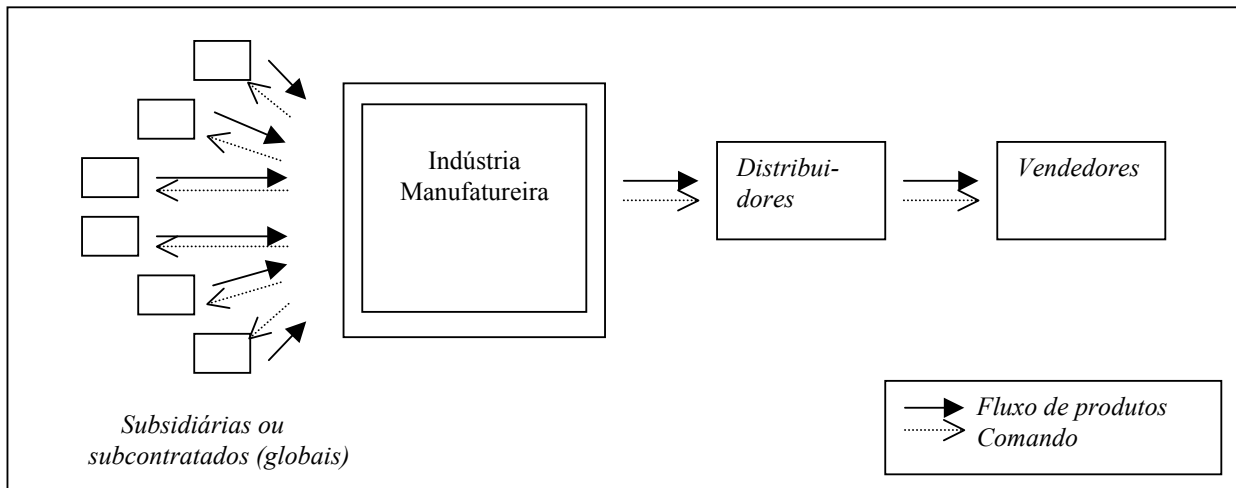 Indústria
Manufatureira
Distribui-
dores
Vendedores
Subsidiárias ou
subcontratados (globais)
Fluxo de produtos
Comando